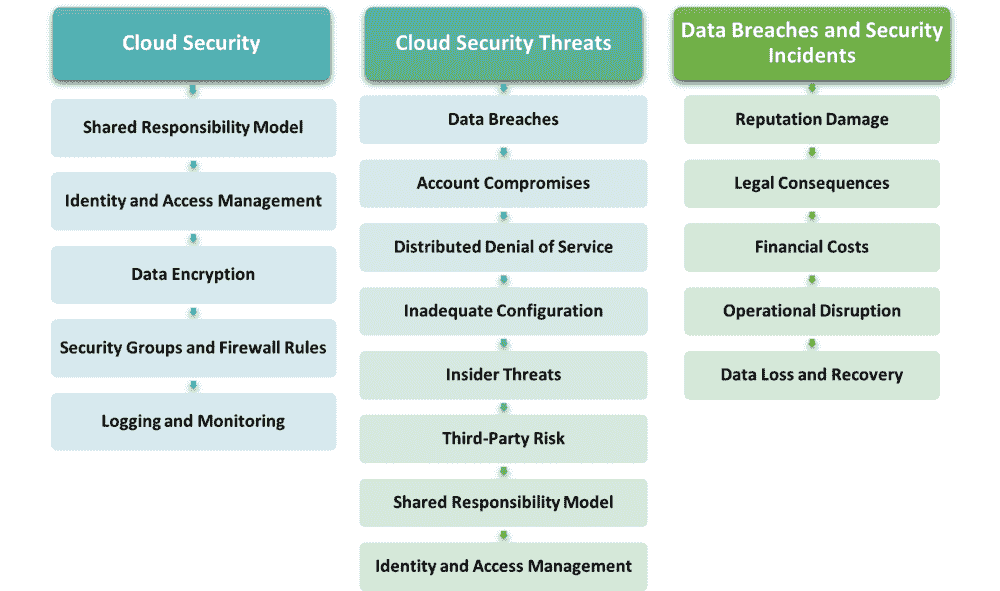 Cloud Security
Shared Responsibility Model
Identity and Access Management
Data Encryption
Security Groups and Firewall Rules
Logging and Monitoring
Cloud Security Threats
Data Breaches
Account Compromises
Distributed Denial of Service
Inadequate Configuration
Insider Threats
Third-Party Risk
Shared Responsibility Model
Identity and Access Management
Data Breaches and Security
Incidents
Reputation Damage
Legal Consequences
Financial Costs
Operational Disruption
Data Loss and Recovery